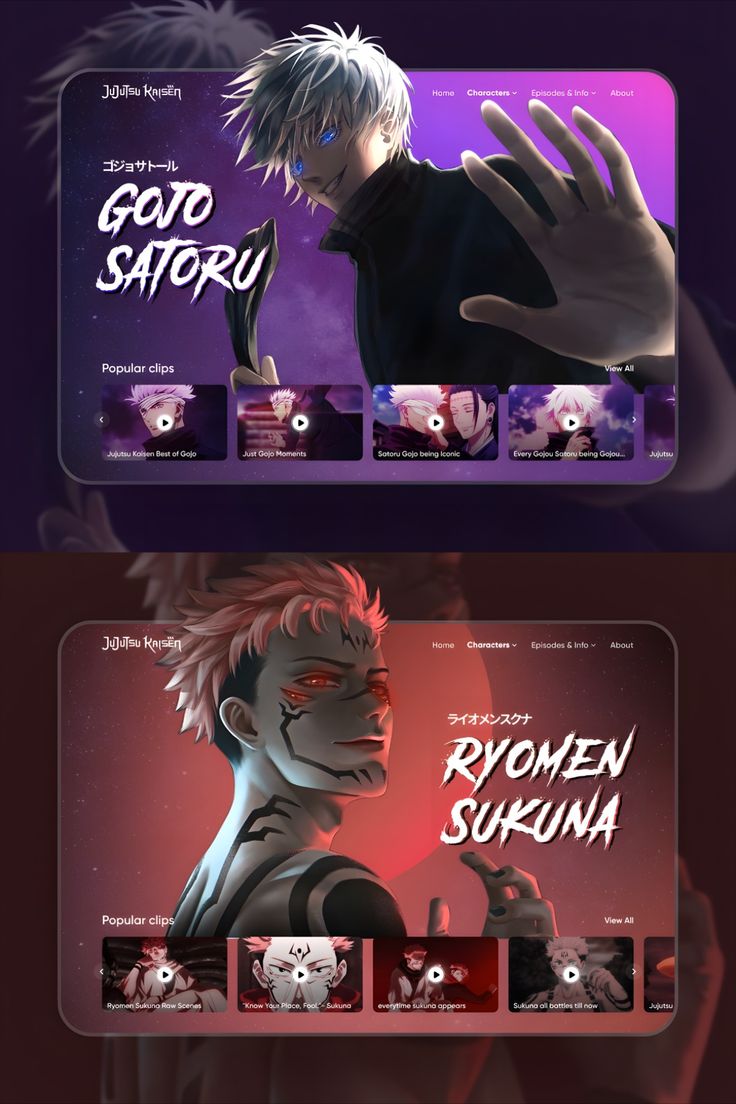 JUJUTSU KAISEN
Home Characters Episodes & Info About
ゴジョサトール
GOJO
SATORU
Popular clips
View All
Jujutsu Kaisen Best of Gojo
Just Gojo Moments
Satoru Gojo being Iconic
Every Gojou Satoru being Gojou...
Jujuts
JUJUTSU KAISEN
Home Characters Episodes & Info About
ライオメンスクナ
RYOMEN
SUKUNA
Popular clips
View All
Ryomen Sukuna Raw Scenes
"Know Your Place, Fool." - Sukuna
everytime sukuna appears
Sukuna all battles till now
Jujuts